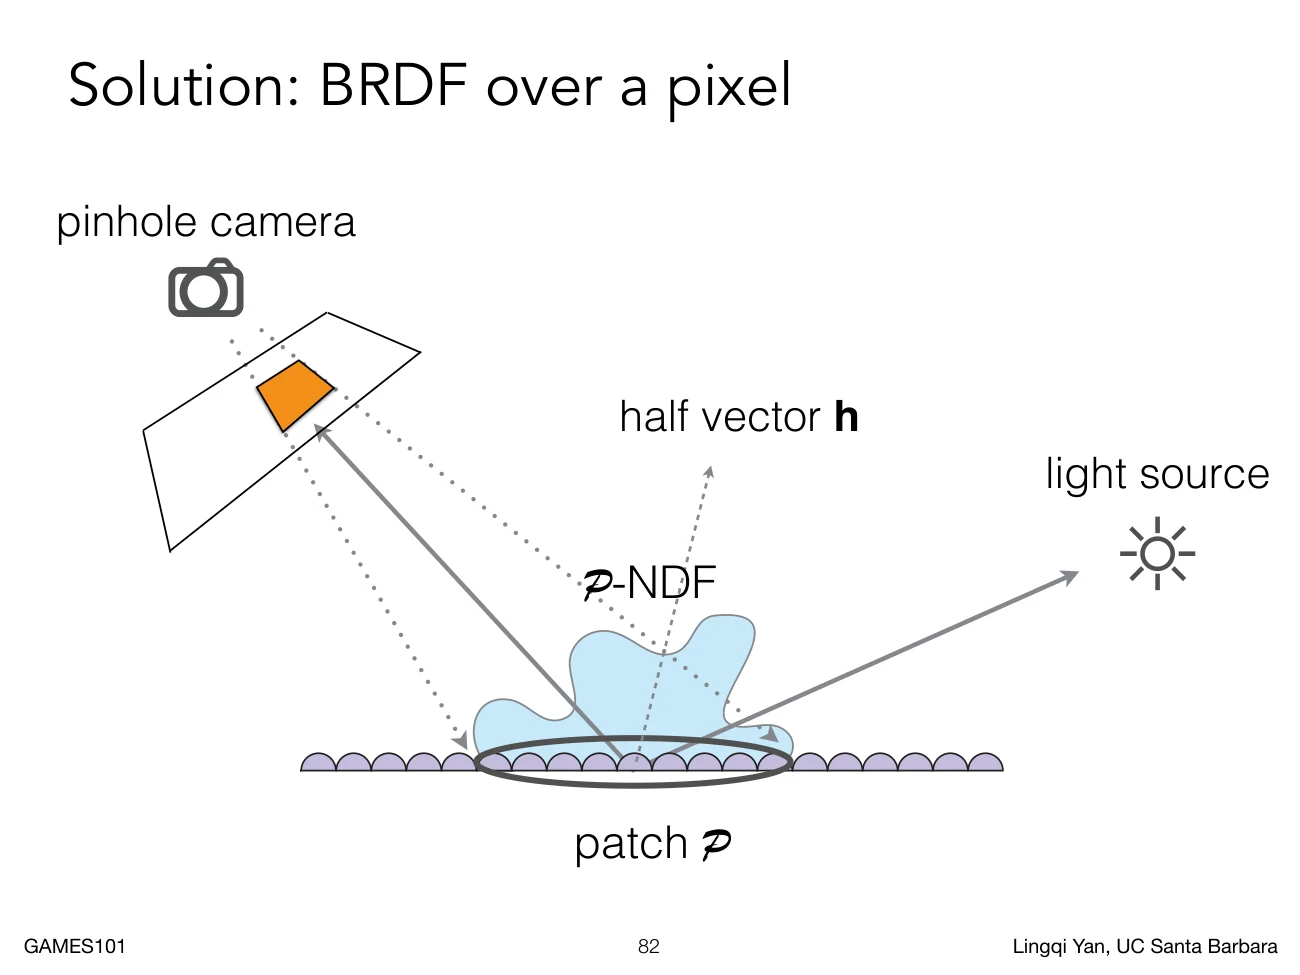 Solution: BRDF over a pixel
pinhole camera
half vector h
light source
𝓟-NDF
patch 𝓟
GAMES101
82
Lingqi Yan, UC Santa Barbara